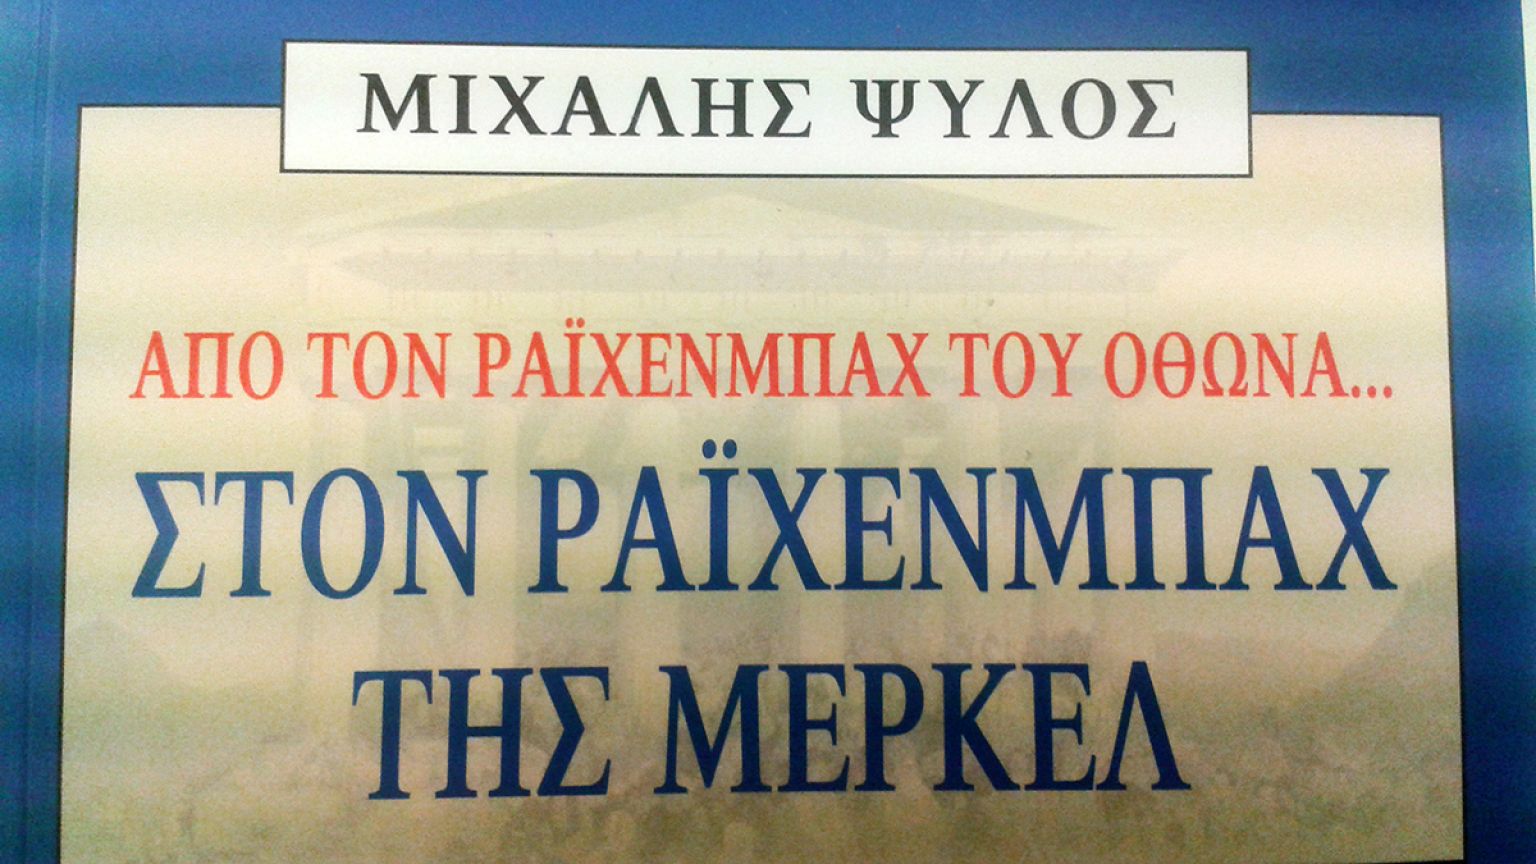 ΜΙΧΑΛΗΣ ΨΥΛΟΣ
ΑΠΟ ΤΟΝ ΡΑΪΧΕΝΜΠΑΧ ΤΟΥ ΟΘΩΝΑ...
ΣΤΟΝ ΡΑΪΧΕΝΜΠΑΧ
ΤΗΣ ΜΕΡΚΕΛ